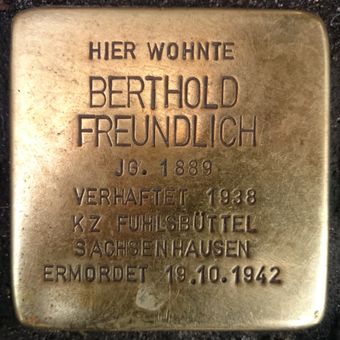 HIER WOHNTE
BERTHOLD
FREUNDLICH
JG. 1889
VERHAFTET 1938
KZ FUHLSBÜTTEL
SACHSENHAUSEN
ERMORDET 19.10.1942